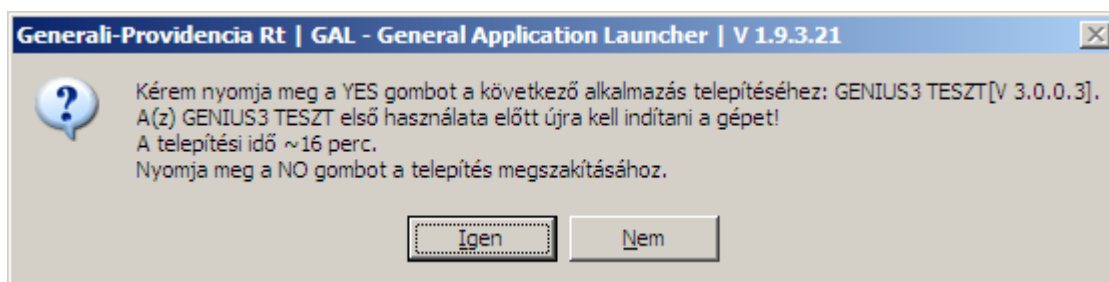 Generali-Providencia Rt | GAL - General Application Launcher | V 1.9.3.21
Kérem nyomja meg a YES gombot a következő alkalmazás telepítéséhez: GENIUS3 TESZT[V 3.0.0.3].
A(z) GENIUS3 TESZT első használata előtt újra kell indítani a gépet!
A telepítési idő ~16 perc.
Nyomja meg a NO gombot a telepítés megszakításához.
Igen Nem